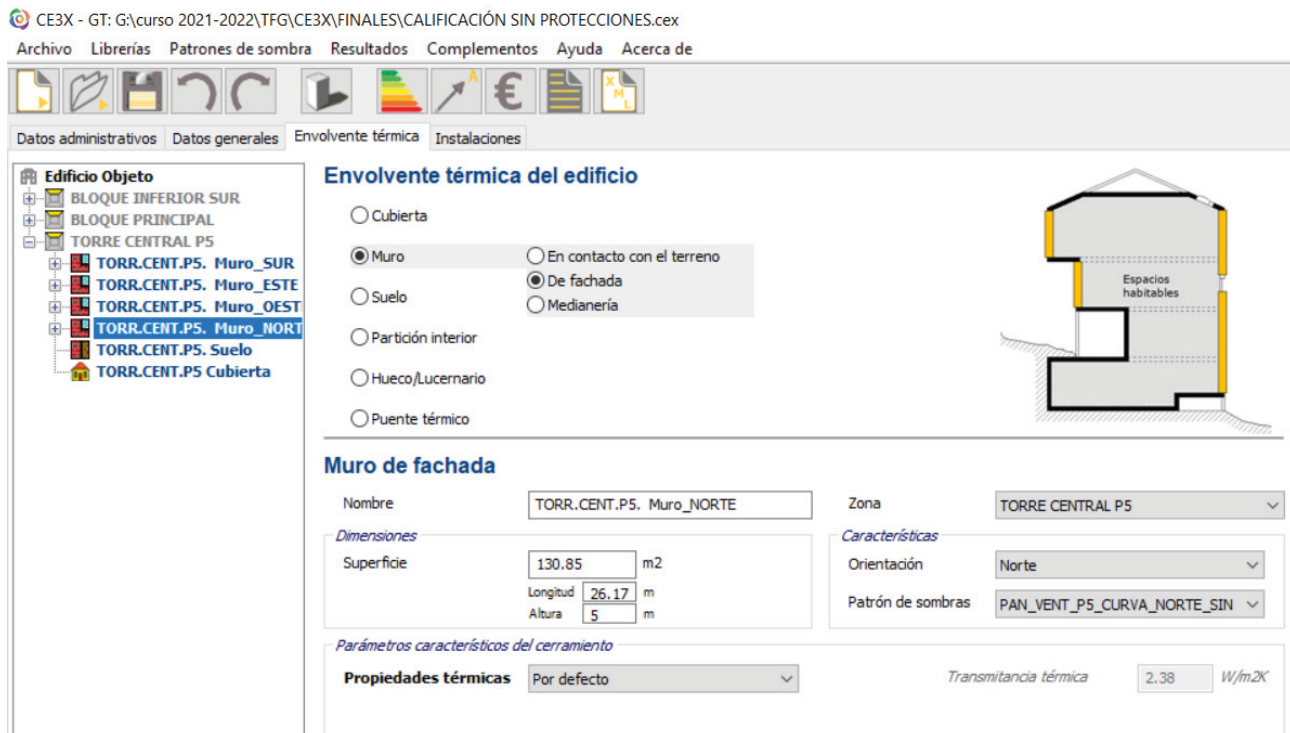 CE3X - GT: G:\curso 2021-2022\TFG\CE3X\FINALES\CALIFICACIÓN SIN PROTECCIONES.cex
Archivo Librerías Patrones de sombra Resultados Complementos Ayuda Acerca de
A € X M L
Datos administrativos Datos generales Envolvente térmica Instalaciones
Edificio Objeto
BLOQUE INFERIOR SUR
BLOQUE PRINCIPAL
TORRE CENTRAL P5
TORR.CENT.P5. Muro_SUR
TORR.CENT.P5. Muro_ESTE
TORR.CENT.P5. Muro_OEST
TORR.CENT.P5. Muro_NORT
TORR.CENT.P5. Suelo
TORR.CENT.P5 Cubierta
Envolvente térmica del edificio
Cubierta
Muro
En contacto con el terreno
De fachada
Medianería
Suelo
Partición interior
Hueco/Lucernario
Puente térmico
Espacios
habitables
Muro de fachada
Nombre TORR.CENT.P5. Muro_NORTE
Zona TORRE CENTRAL P5
Dimensiones
Superficie 130.85 m2
Longitud 26.17 m
Altura 5 m
Características
Orientación Norte
Patrón de sombras PAN_VENT_P5_CURVA_NORTE_SIN
Parámetros característicos del cerramiento
Propiedades térmicas Por defecto
Transmitancia térmica 2.38 W/m2K